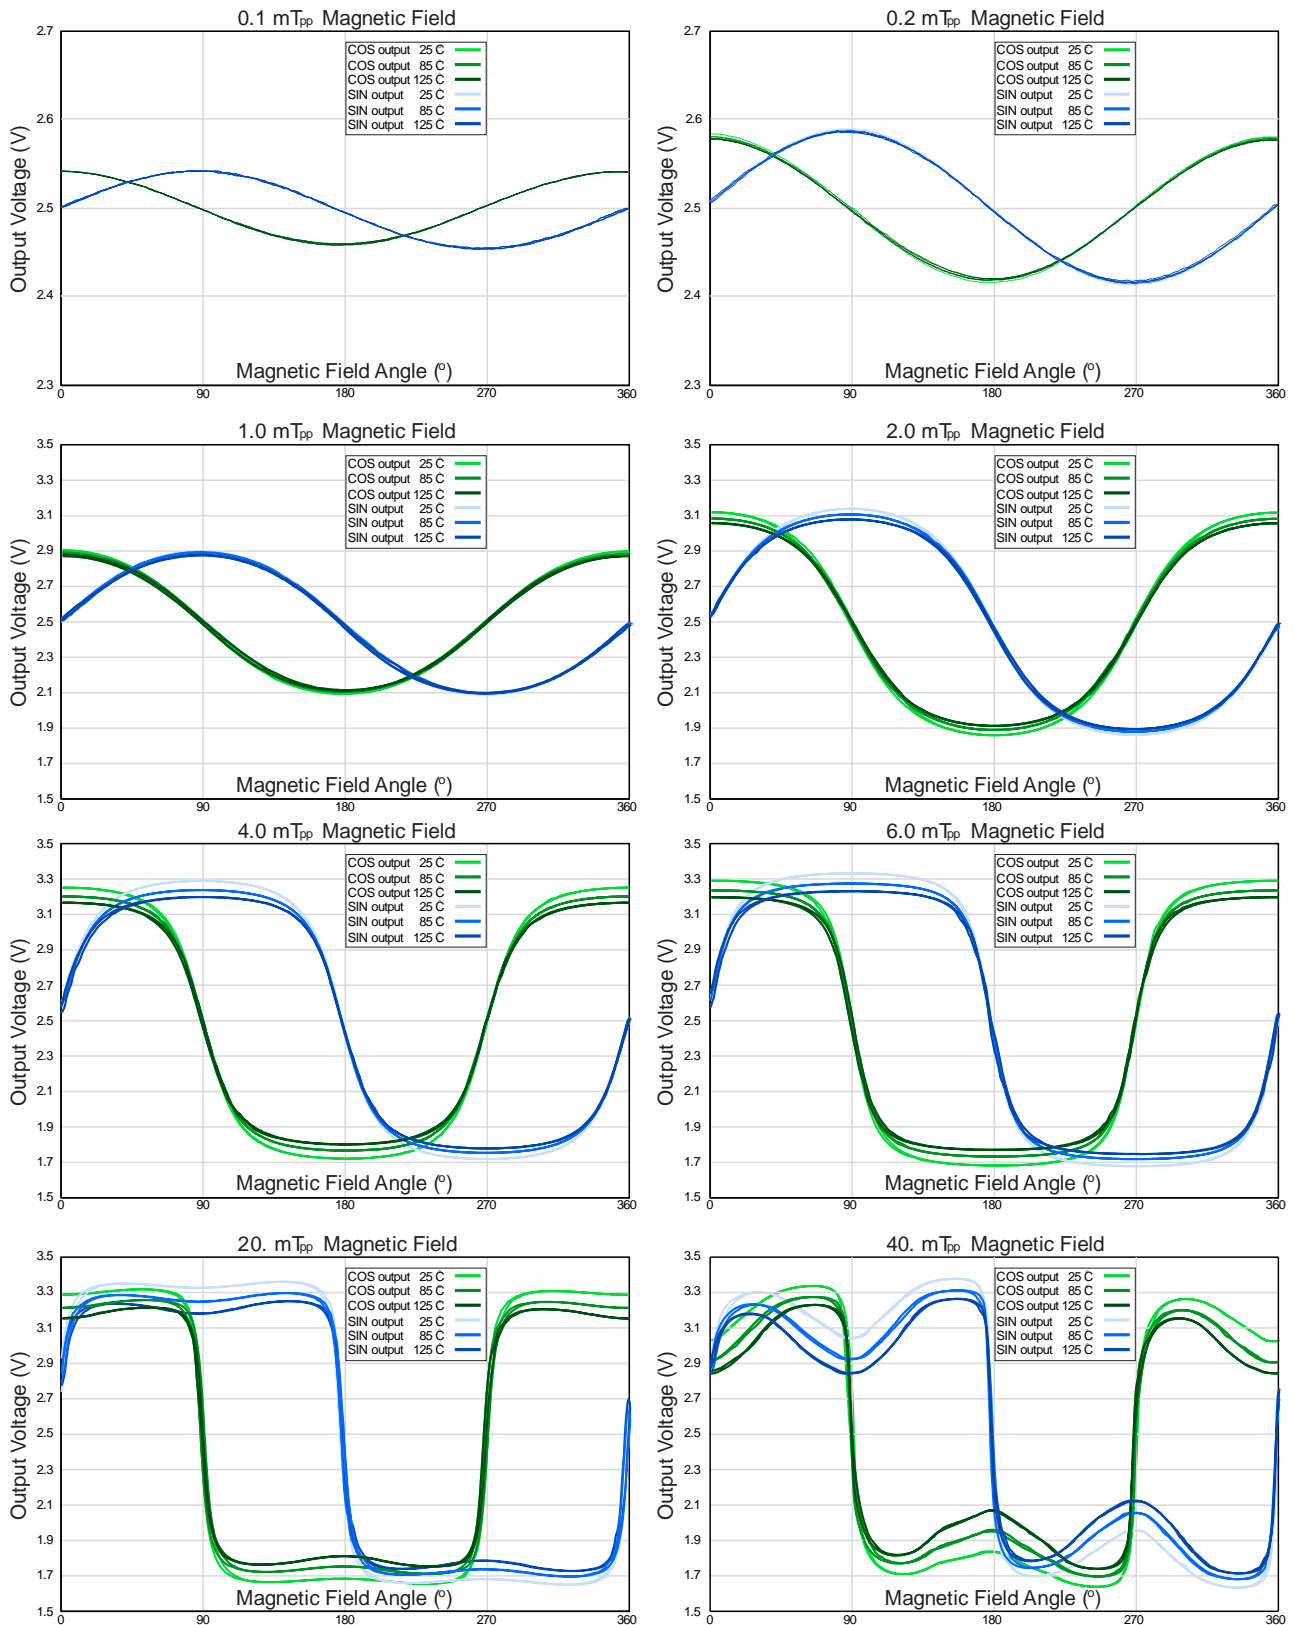 0.1 mTpp Magnetic Field
2.7
2.6
2.5
2.4
2.3
Output Voltage (V)
COS output 25 C
COS output 85 C
COS output 125 C
SIN output 25 C
SIN output 85 C
SIN output 125 C
Magnetic Field Angle (º)
0 90 180 270 360
0.2 mTpp Magnetic Field
2.7
2.6
2.5
2.4
2.3
Output Voltage (V)
COS output 25 C
COS output 85 C
COS output 125 C
SIN output 25 C
SIN output 85 C
SIN output 125 C
Magnetic Field Angle (º)
0 90 180 270 360
1.0 mTpp Magnetic Field
3.5
3.3
3.1
2.9
2.7
2.5
2.3
2.1
1.9
1.7
1.5
Output Voltage (V)
COS output 25 C
COS output 85 C
COS output 125 C
SIN output 25 C
SIN output 85 C
SIN output 125 C
Magnetic Field Angle (º)
0 90 180 270 360
2.0 mTpp Magnetic Field
3.5
3.3
3.1
2.9
2.7
2.5
2.3
2.1
1.9
1.7
1.5
Output Voltage (V)
COS output 25 C
COS output 85 C
COS output 125 C
SIN output 25 C
SIN output 85 C
SIN output 125 C
Magnetic Field Angle (º)
0 90 180 270 360
4.0 mTpp Magnetic Field
3.5
3.3
3.1
2.9
2.7
2.5
2.3
2.1
1.9
1.7
1.5
Output Voltage (V)
COS output 25 C
COS output 85 C
COS output 125 C
SIN output 25 C
SIN output 85 C
SIN output 125 C
Magnetic Field Angle (º)
0 90 180 270 360
6.0 mTpp Magnetic Field
3.5
3.3
3.1
2.9
2.7
2.5
2.3
2.1
1.9
1.7
1.5
Output Voltage (V)
COS output 25 C
COS output 85 C
COS output 125 C
SIN output 25 C
SIN output 85 C
SIN output 125 C
Magnetic Field Angle (º)
0 90 180 270 360
20. mTpp Magnetic Field
3.5
3.3
3.1
2.9
2.7
2.5
2.3
2.1
1.9
1.7
1.5
Output Voltage (V)
COS output 25 C
COS output 85 C
COS output 125 C
SIN output 25 C
SIN output 85 C
SIN output 125 C
Magnetic Field Angle (º)
0 90 180 270 360
40. mTpp Magnetic Field
3.5
3.3
3.1
2.9
2.7
2.5
2.3
2.1
1.9
1.7
1.5
Output Voltage (V)
COS output 25 C
COS output 85 C
COS output 125 C
SIN output 25 C
SIN output 85 C
SIN output 125 C
Magnetic Field Angle (º)
0 90 180 270 360